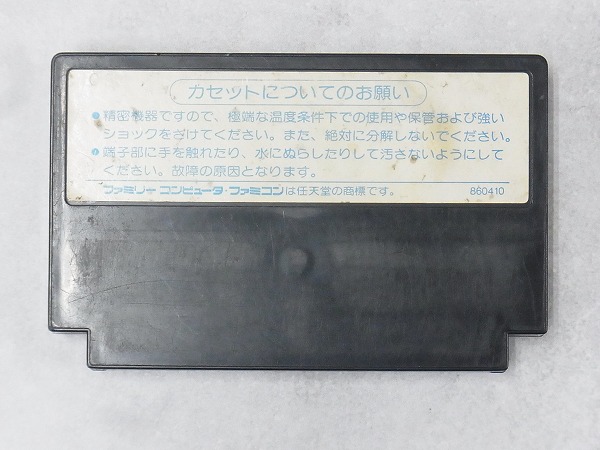 カセットについてのお願い
●精密機器ですので、極端な温度条件下での使用や保管および強い
ショックをさけてください。また、絶対に分解しないでください。
●端子部に手を触れたり、水にぬらしたりして汚さないようにして
ください。故障の原因となります。
ファミリーコンピュータ・ファミコンは任天堂の商標です。 860410